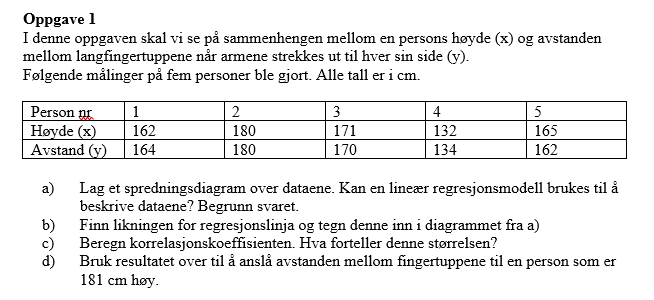 Oppgave 1
I denne oppgaven skal vi se på sammenhengen mellom en persons høyde (x) og avstanden
mellom langfingertuppene når armene strekkes ut til hver sin side (y).
Følgende målinger på fem personer ble gjort. Alle tall er i cm.
Person nr 1 2 3 4 5
Høyde (x) 162 180 171 132 165
Avstand (y) 164 180 170 134 162
a) Lag et spredningsdiagram over dataene. Kan en lineær regresjonsmodell brukes til å
beskrive dataene? Begrunn svaret.
b) Finn likningen for regresjonslinja og tegn denne inn i diagrammet fra a)
c) Beregn korrelasjonskoeffisienten. Hva forteller denne størrelsen?
d) Bruk resultatet over til å anslå avstanden mellom fingertuppene til en person som er
181 cm høy.